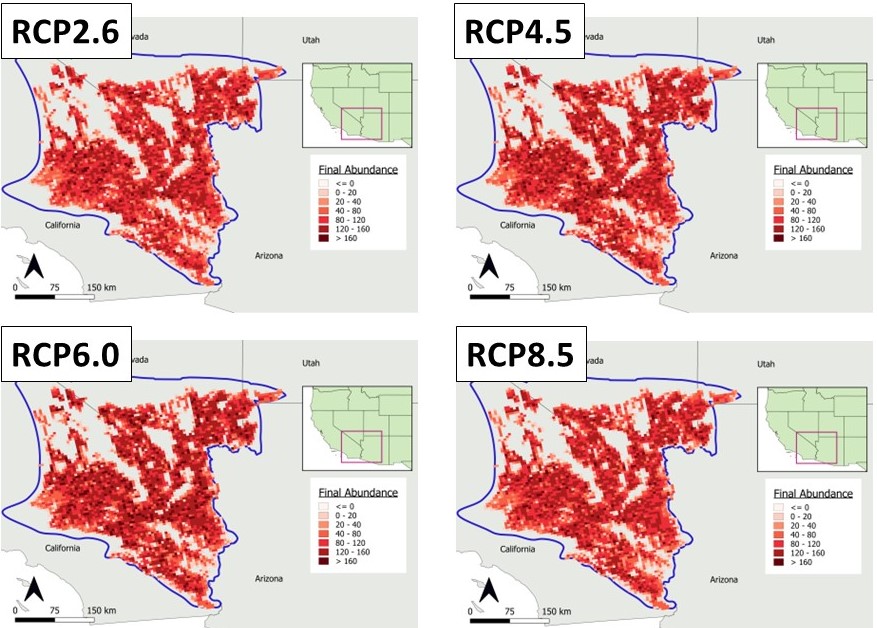 RCP2.6
vada
Utah
Final Abundance
<= 0
0 - 20
20 - 40
40 - 80
80 - 120
120 - 160
> 160
California
Arizona
0 75 150 km
RCP4.5
vada
Utah
Final Abundance
<= 0
0 - 20
20 - 40
40 - 80
80 - 120
120 - 160
> 160
California
Arizona
0 75 150 km
RCP6.0
vada
Utah
Final Abundance
<= 0
0 - 20
20 - 40
40 - 80
80 - 120
120 - 160
> 160
California
Arizona
0 75 150 km
RCP8.5
vada
Utah
Final Abundance
<= 0
0 - 20
20 - 40
40 - 80
80 - 120
120 - 160
> 160
California
Arizona
0 75 150 km